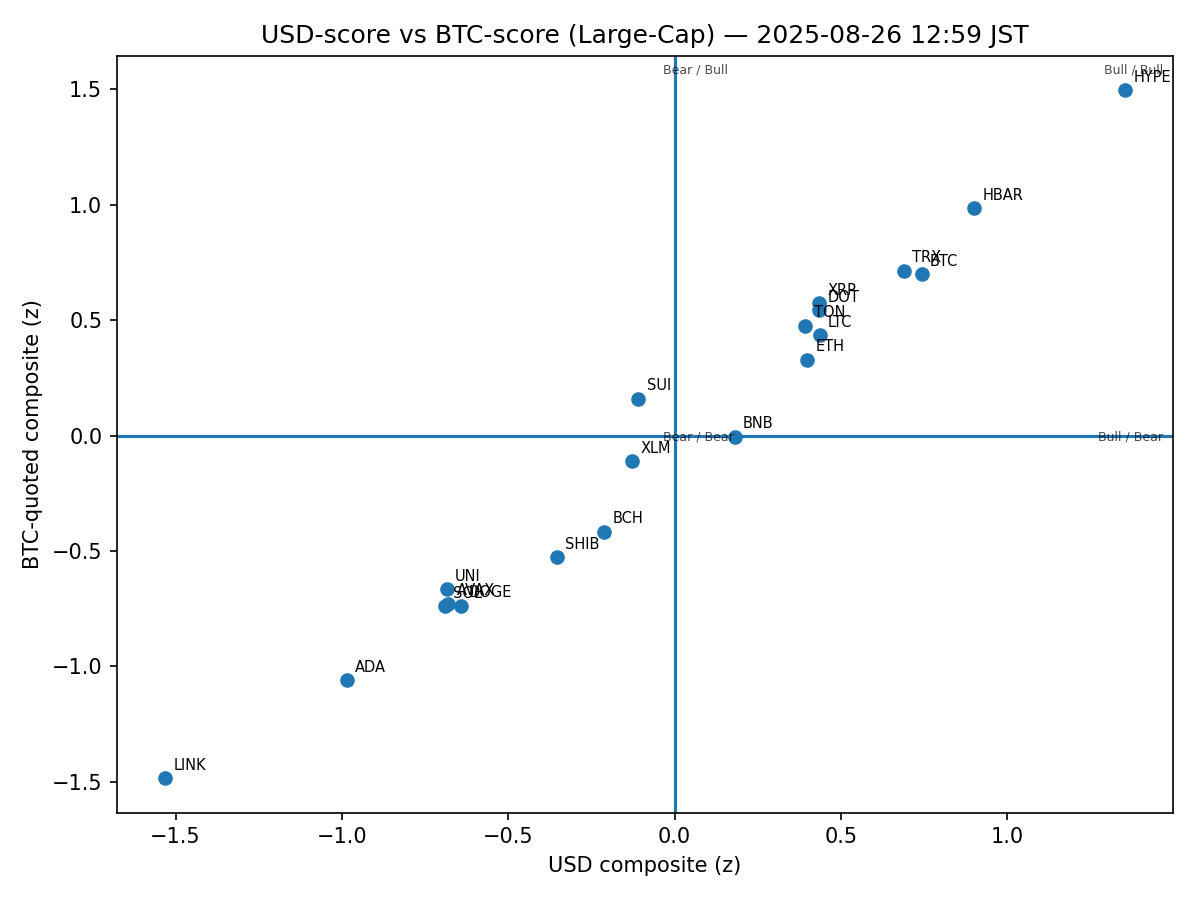 USD-score vs BTC-score (Large-Cap) — 2025-08-26 12:59 JST
Bear / Bull
Bull / Bull
HYPE
1.5
HBAR
1.0
TRX
BTC
XRP
DOT
0.5
TON
LTC
ETH
SUI
BNB
0.0
Bear / Bear
Bull / Bear
XLM
BCH
−0.5
SHIB
UNI
AVAX
SOL
DOGE
ADA
−1.0
LINK
−1.5
BTC-quoted composite (z)
−1.5
−1.0
−0.5
0.0
0.5
1.0
USD composite (z)